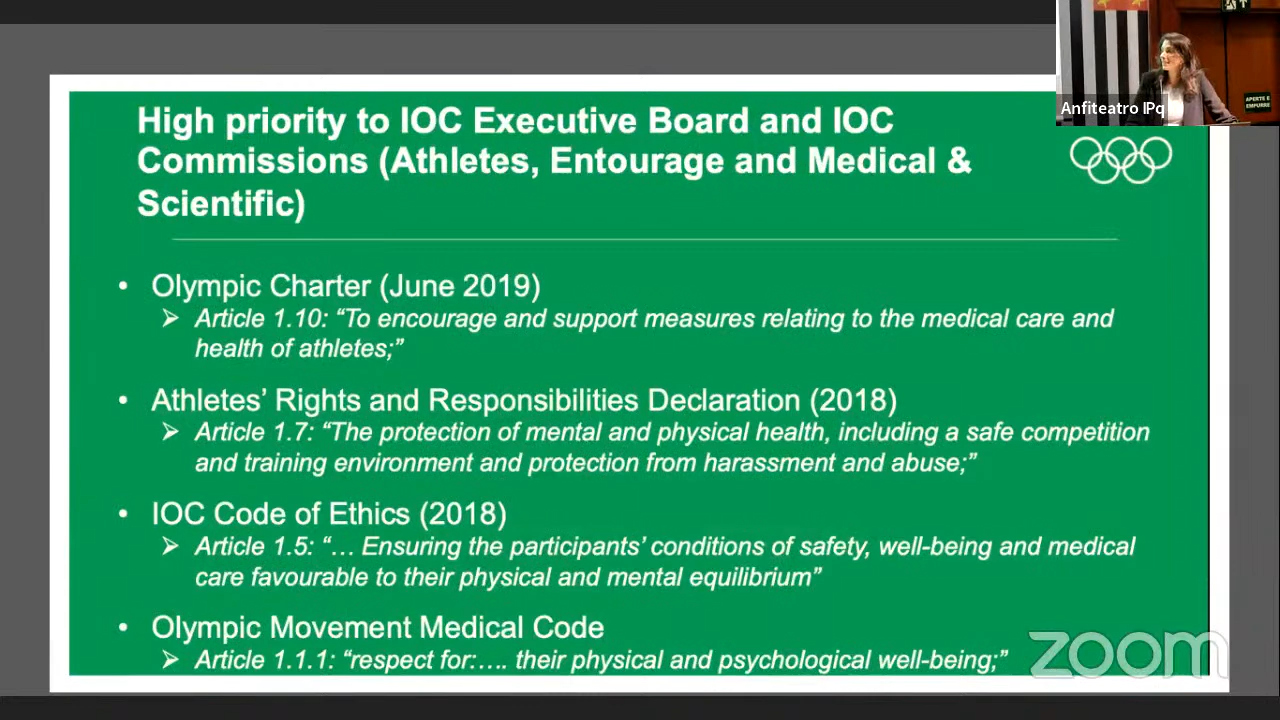 High priority to IOC Executive Board and IOC
Commissions (Athletes, Entourage and Medical &
Scientific)
Anfiteatro IPq
APERTE E
EMPURRE
• Olympic Charter (June 2019)
➢ Article 1.10: “To encourage and support measures relating to the medical care and
health of athletes;”
• Athletes’ Rights and Responsibilities Declaration (2018)
➢ Article 1.7: “The protection of mental and physical health, including a safe competition
and training environment and protection from harassment and abuse;”
• IOC Code of Ethics (2018)
➢ Article 1.5: “… Ensuring the participants’ conditions of safety, well-being and medical
care favourable to their physical and mental equilibrium”
• Olympic Movement Medical Code
➢ Article 1.1.1: “respect for:…. their physical and psychological well-being;”
zoom